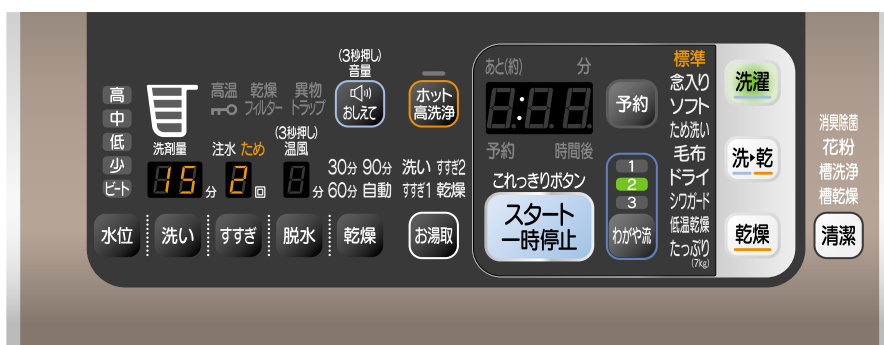 高
中
低
少
ビート
高温 乾燥 異物
フィルター トラップ
洗剤量
注水 ため
(3秒押し)
温風
15 分 2 回 8 分
30分 90分
60分 自動
(3秒押し)
音量
おしえて
ホット
高洗浄
洗い すすぎ2
すすぎ1 乾燥
水位
洗い
すすぎ
脱水
乾燥
お湯取
あと(約) 分
8:88
予約 時間後
予約
これっきりボタン
スタート
一時停止
1
2
3
わがや流
標準
念入り
ソフト
ため洗い
毛布
ドライ
シワガード
低温乾燥
たっぷり
(7kg)
洗濯
洗▸乾
乾燥
消臭除菌
花粉
槽洗浄
槽乾燥
清潔